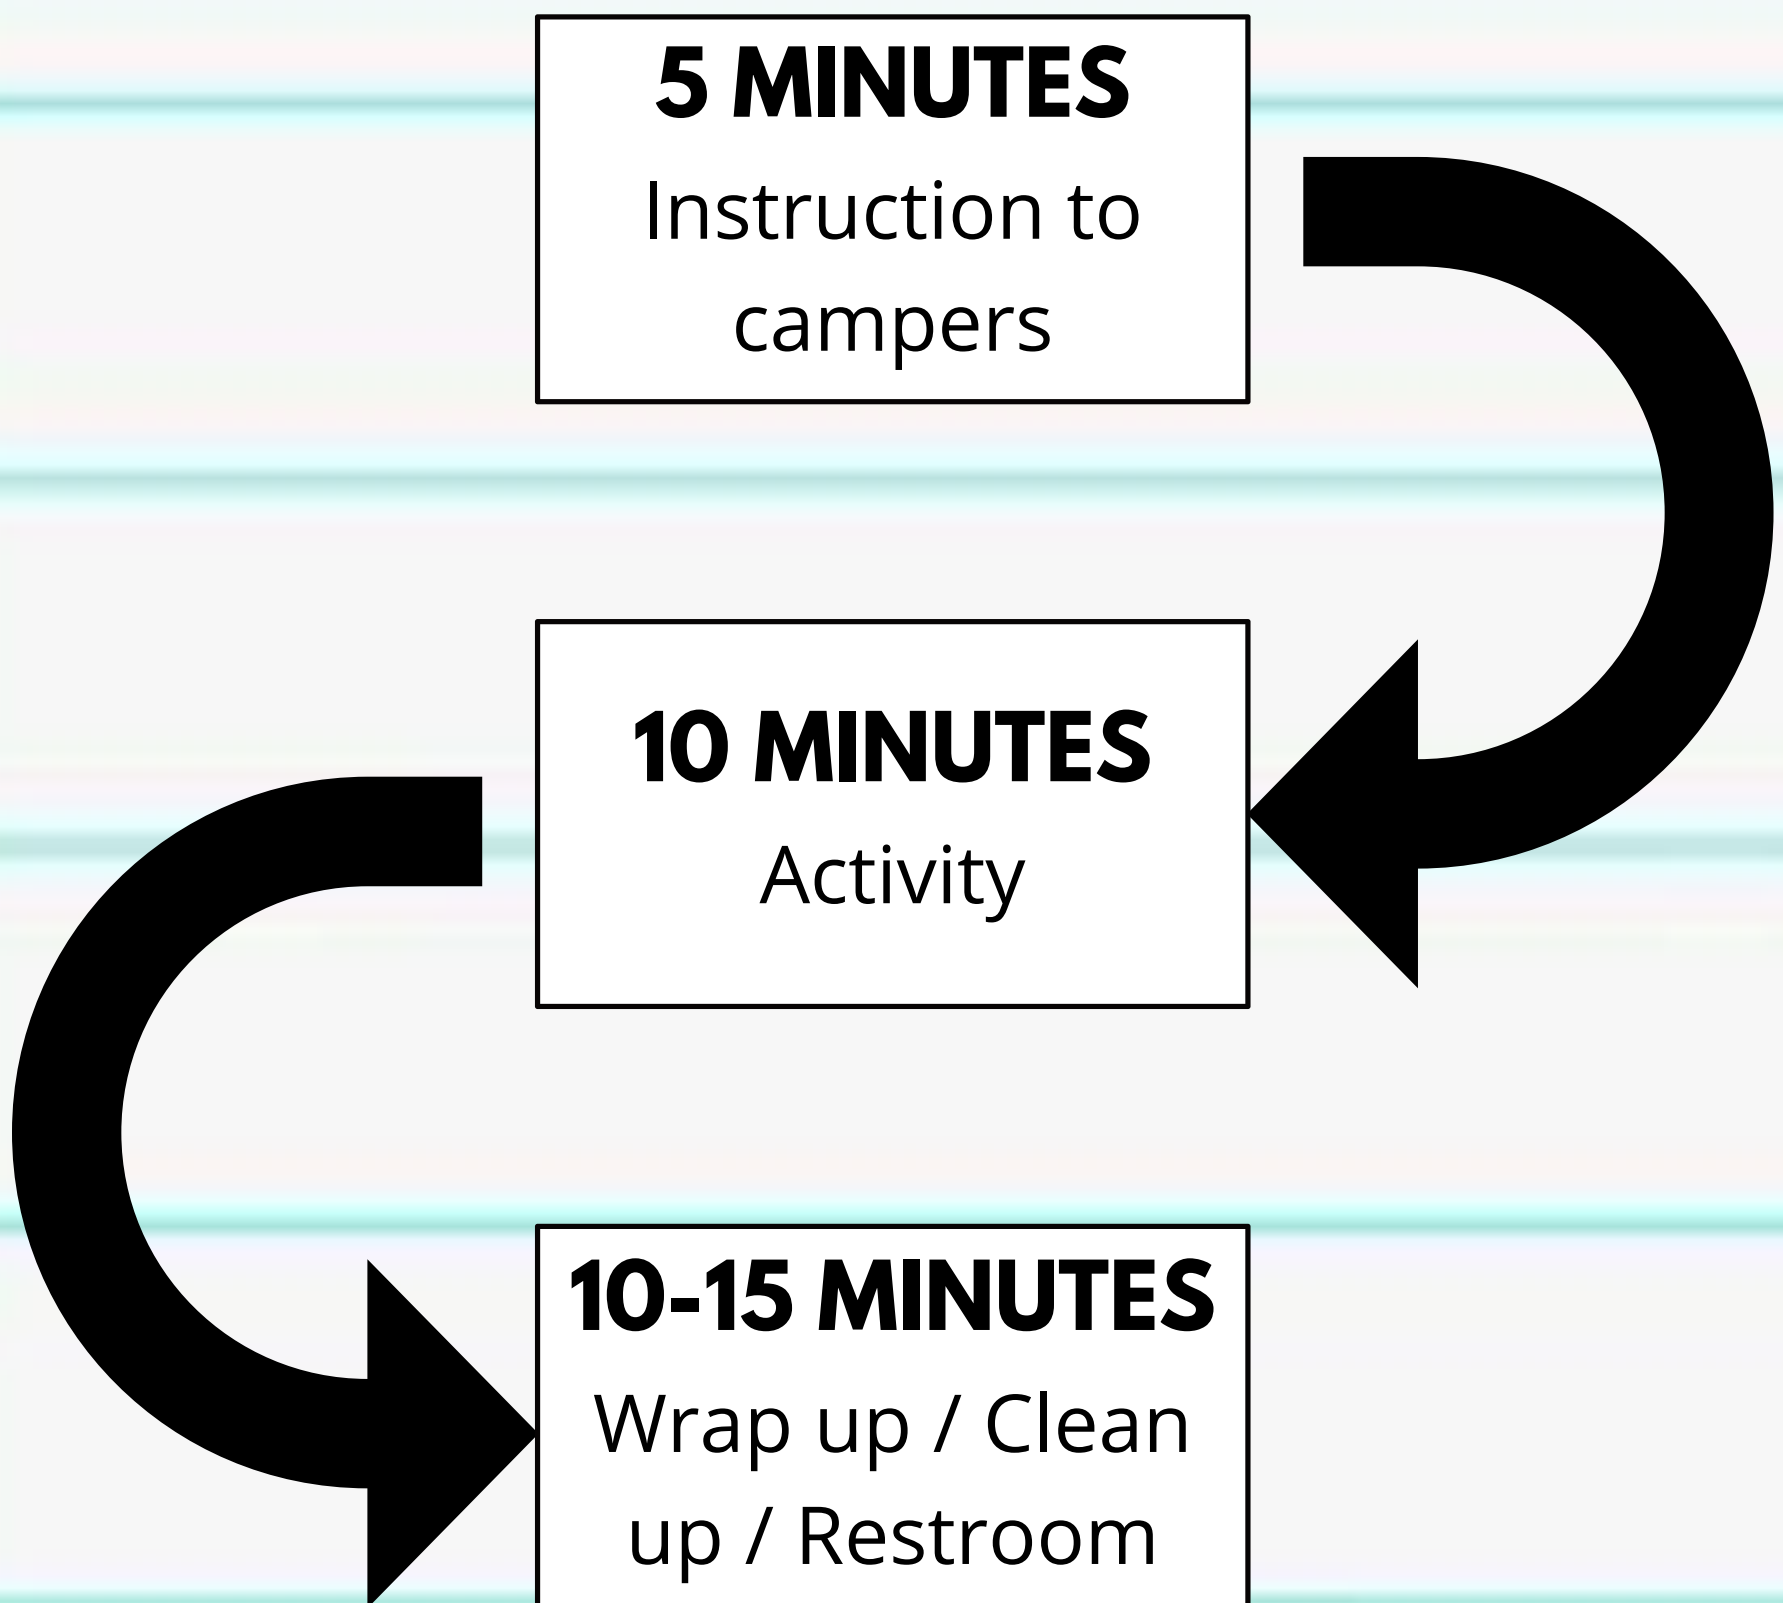 5 MINUTES
Instruction to
campers
10 MINUTES
Activity
10-15 MINUTES
Wrap up / Clean
up / Restroom